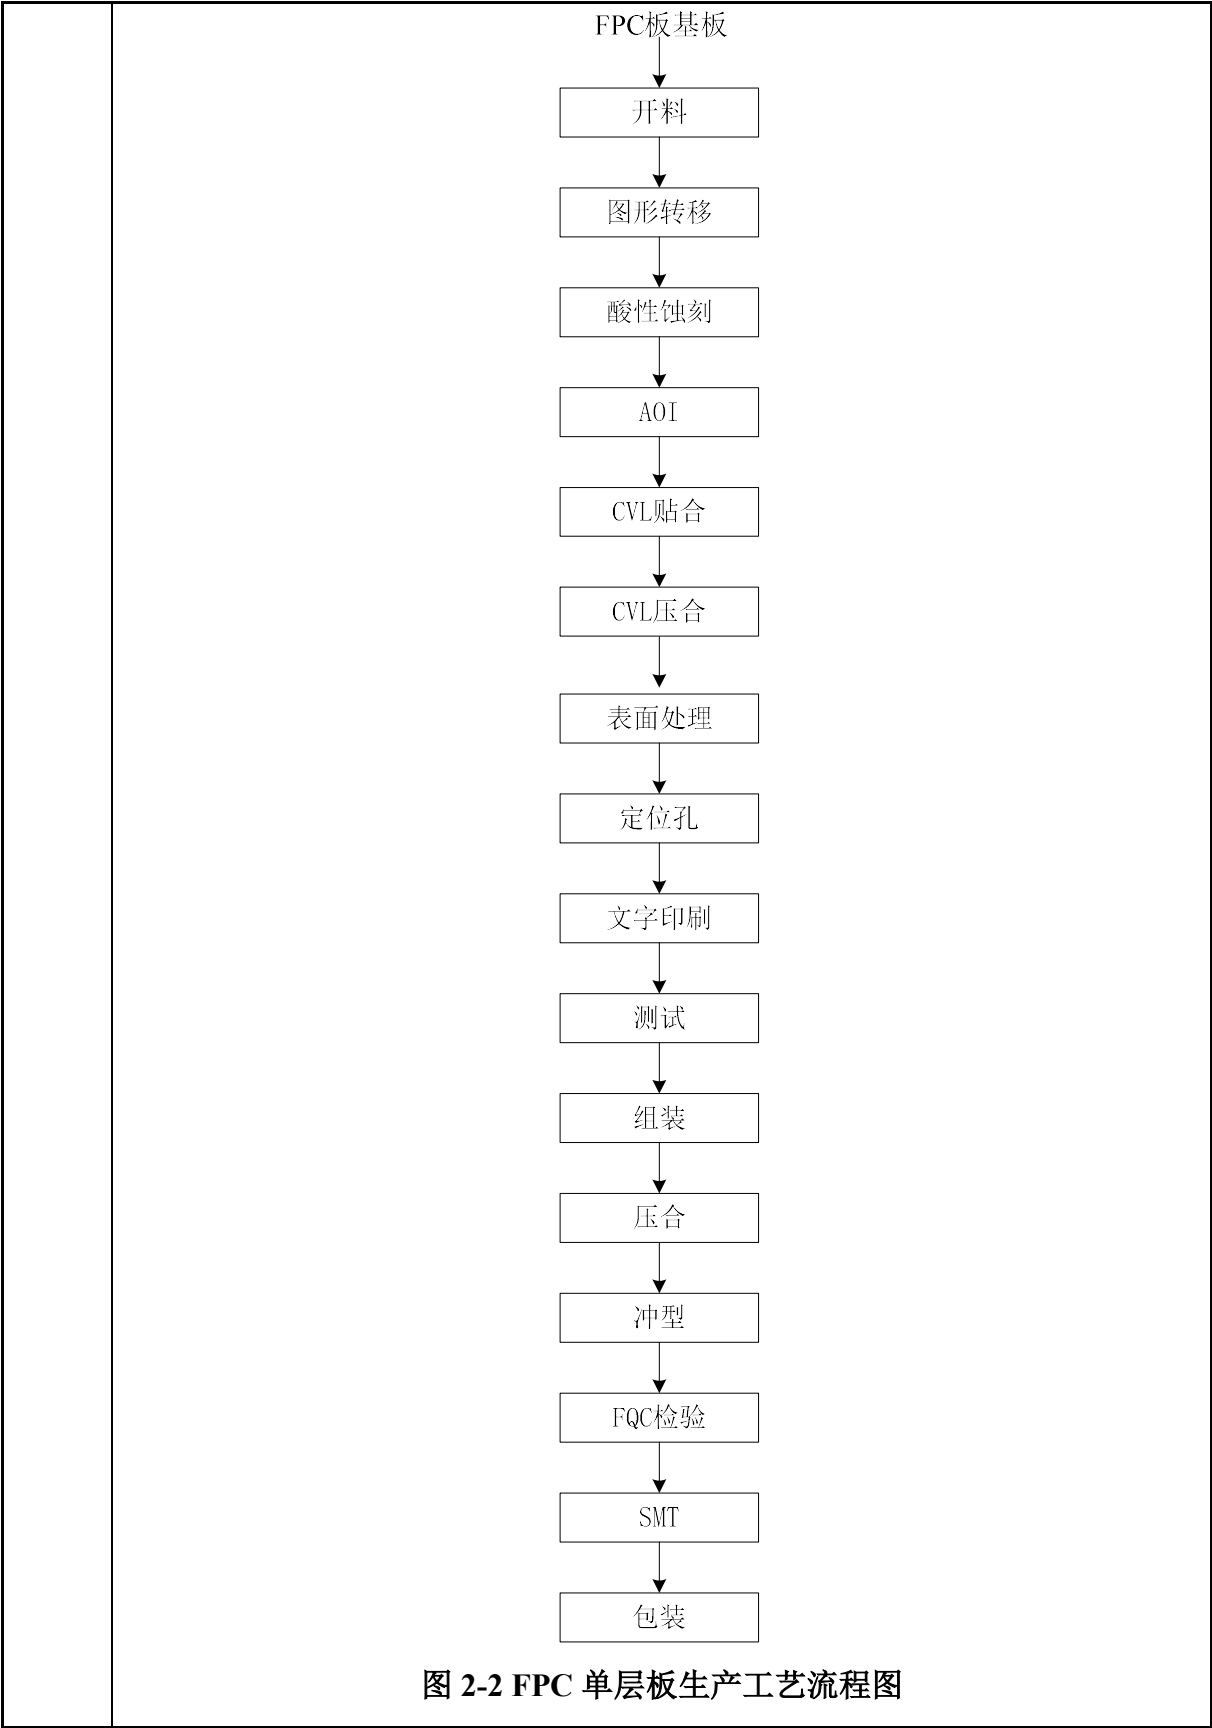 FPC板基板
开料
图形转移
酸性蚀刻
AOI
CVL贴合
CVL压合
表面处理
定位孔
文字印刷
测试
组装
压合
冲型
FQC检验
SMT
包装
图 2-2 FPC 单层板生产工艺流程图